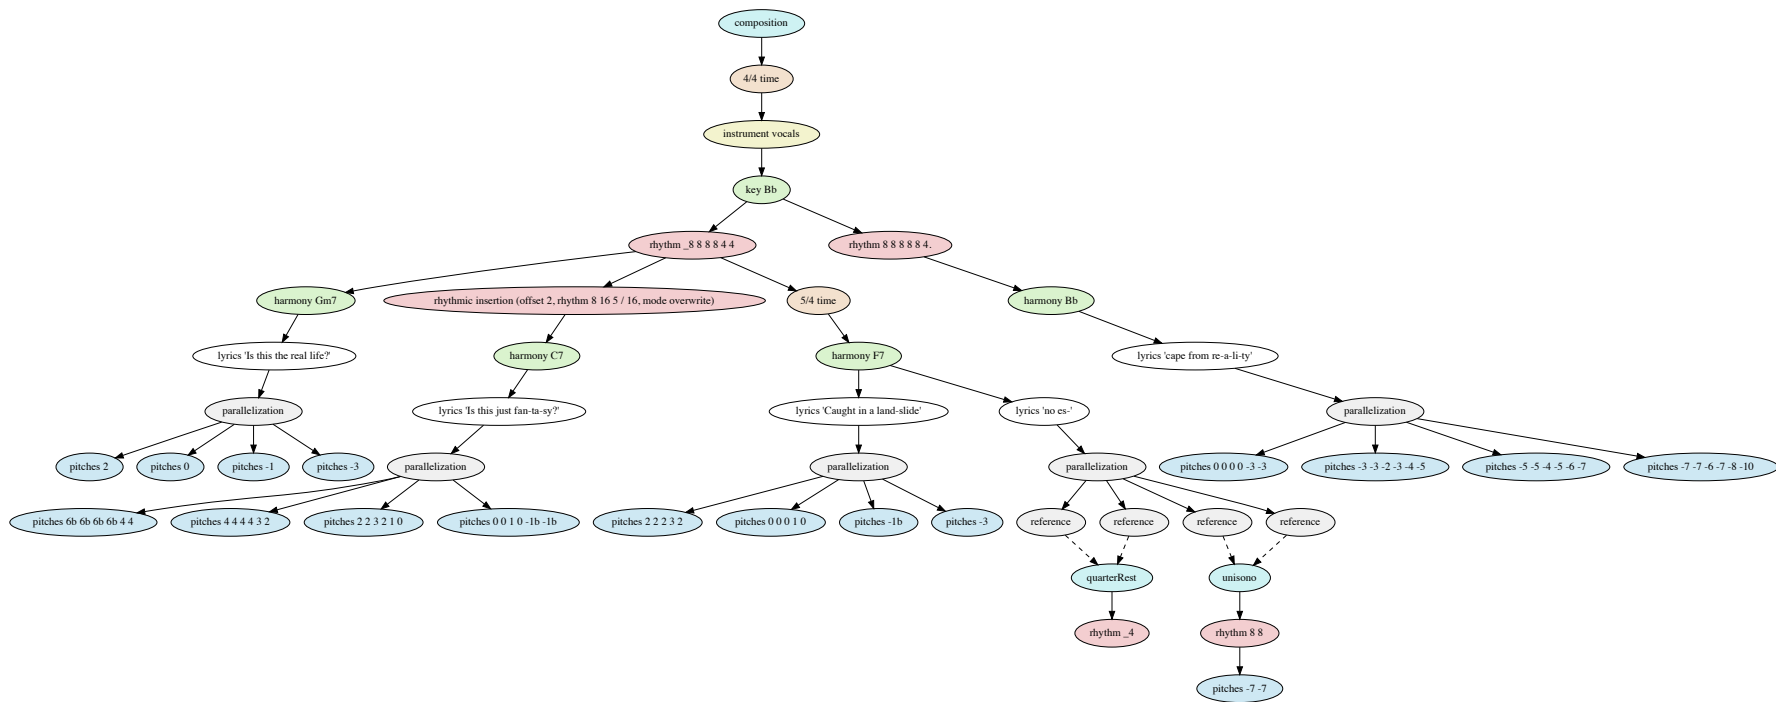 composition
4/4 time
instrument vocals
key Bb
rhythm _8 8 8 8 4 4
rhythm 8 8 8 8 8 4.
harmony Gm7
rhythmic insertion (offset 2, rhythm 8 16 5 / 16, mode overwrite)
5/4 time
harmony Bb
lyrics 'Is this the real life?'
harmony C7
harmony F7
lyrics 'cape from re-a-li-ty'
parallelization
lyrics 'Is this just fan-ta-sy?'
lyrics 'Caught in a land-slide'
lyrics 'no es-'
parallelization
pitches 2
pitches 0
pitches -1
pitches -3
parallelization
parallelization
parallelization
pitches 0 0 0 0 -3 -3
pitches -3 -3 -2 -3 -4 -5
pitches -5 -5 -4 -5 -6 -7
pitches -7 -7 -6 -7 -8 -10
pitches 6b 6b 6b 6b 4 4
pitches 4 4 4 4 3 2
pitches 2 2 3 2 1 0
pitches 0 0 1 0 -1b -1b
pitches 2 2 2 3 2
pitches 0 0 0 1 0
pitches -1b
pitches -3
reference
reference
reference
reference
quarterRest
unisono
rhythm _4
rhythm 8 8
pitches -7 -7